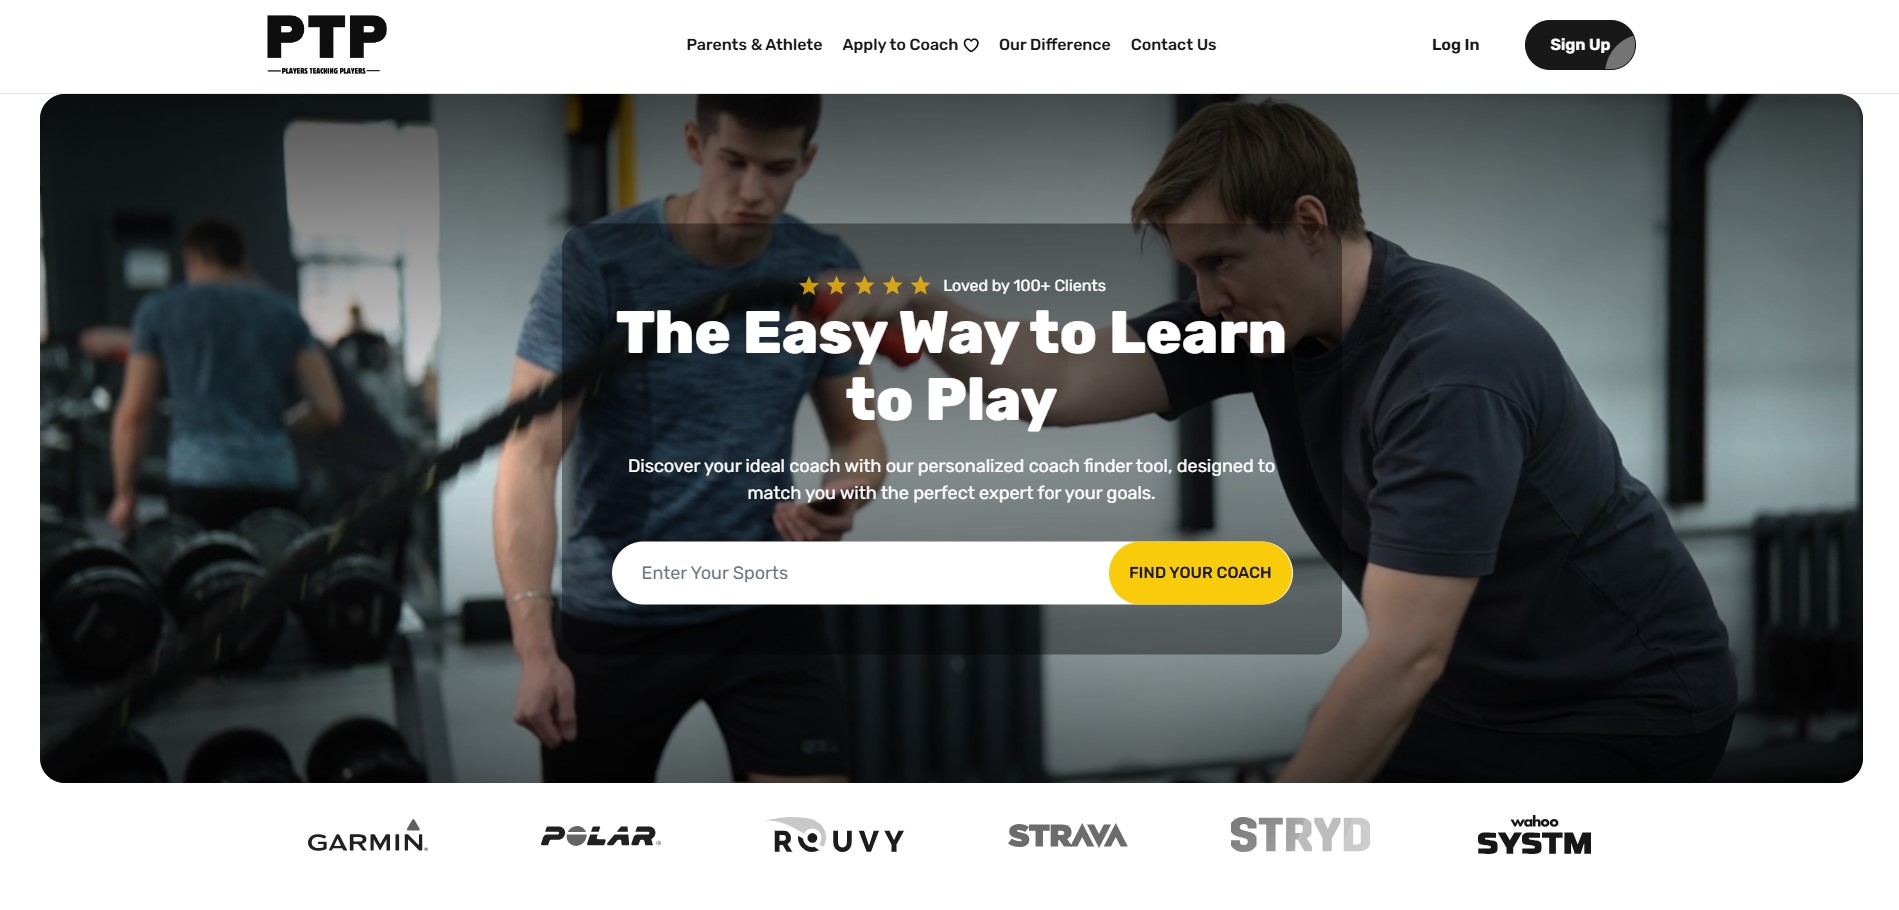 PTP
PLAYERS TEACHING PLAYERS
Parents & Athlete
Apply to Coach
Our Difference
Contact Us
Log In
Sign Up
Loved by 100+ Clients
The Easy Way to Learn
to Play
Discover your ideal coach with our personalized coach finder tool, designed to
match you with the perfect expert for your goals.
Enter Your Sports
FIND YOUR COACH
GARMIN
POLAR
ROUVY
STRAVA
STRYD
wahoo
SYSTM